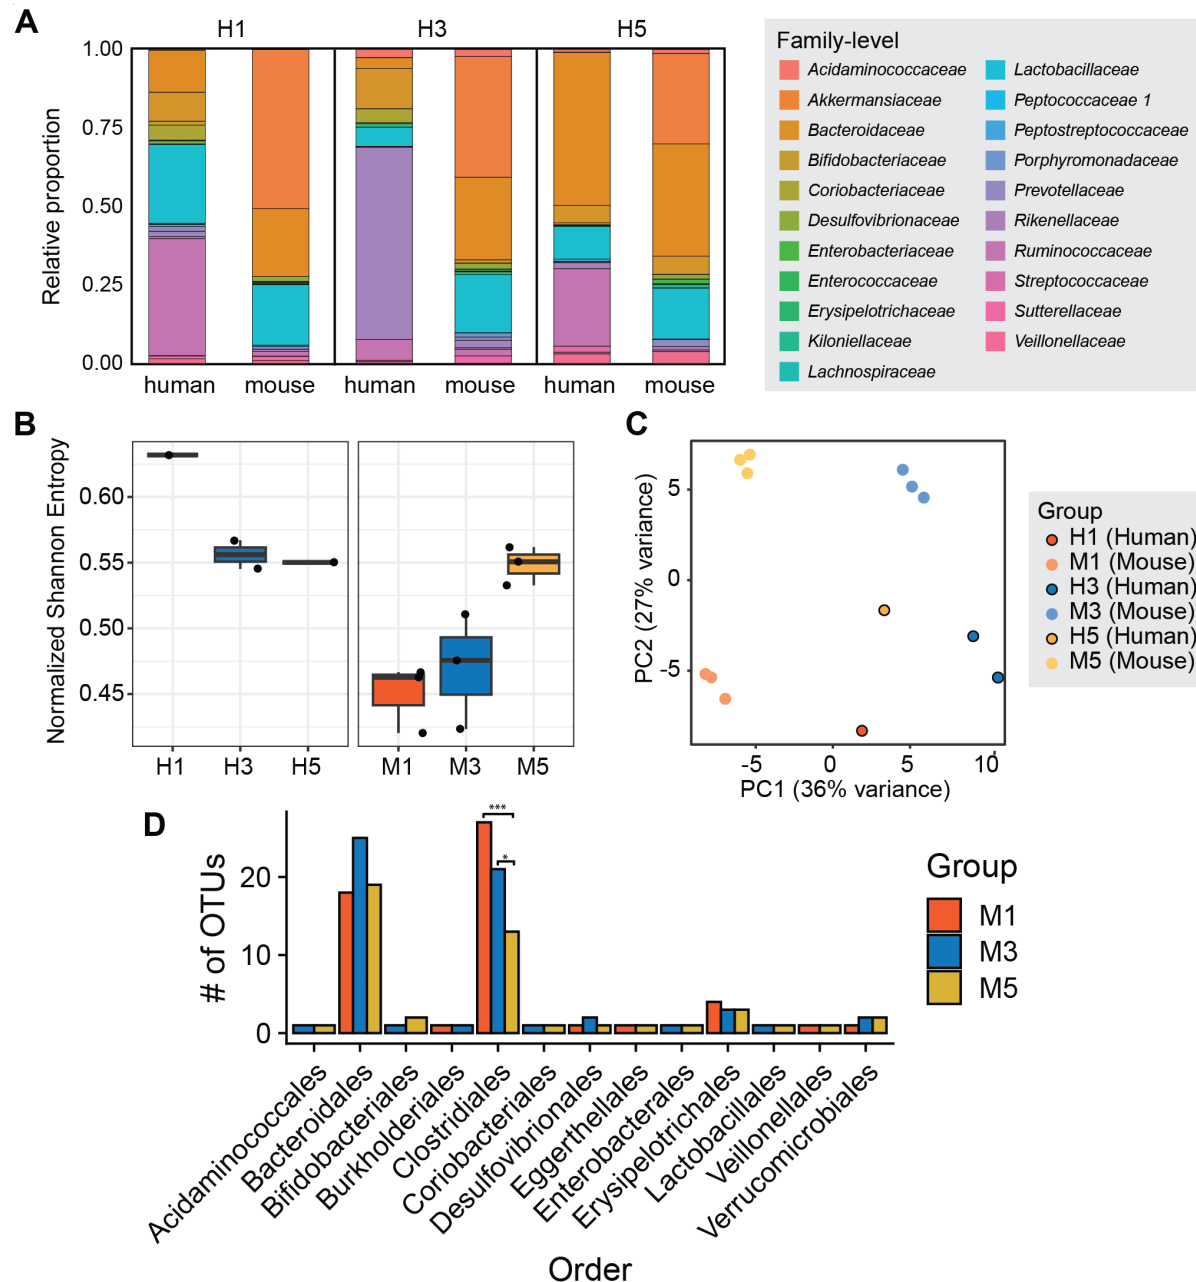 A
H1 H3 H5
Relative proportion
1.00
0.75
0.50
0.25
0.00
human mouse human mouse human mouse
Family-level
Acidaminococcaceae
Akkermansiaceae
Bacteroidaceae
Bifidobacteriaceae
Coriobacteriaceae
Desulfovibrionaceae
Enterobacteriaceae
Enterococcaceae
Erysipelotrichaceae
Kiloniellaceae
Lachnospiraceae
Lactobacillaceae
Peptococcaceae 1
Peptostreptococcaceae
Porphyromonadaceae
Prevotellaceae
Rikenellaceae
Ruminococcaceae
Streptococcaceae
Sutterellaceae
Veillonellaceae
B
Normalized Shannon Entropy
0.60
0.55
0.50
0.45
H1 H3 H5 M1 M3 M5
C
PC2 (27% variance)
5
0
-5
-5 0 5 10
PC1 (36% variance)
Group
H1 (Human)
M1 (Mouse)
H3 (Human)
M3 (Mouse)
H5 (Human)
M5 (Mouse)
D
# of OTUs
20
10
0
***
*
Acidaminococcales
Bacteroidales
Bifidobacteriales
Burkholderiales
Clostridiales
Coriobacteriales
Desulfovibrionales
Eggerthellales
Enterobacterales
Erysipelotrichales
Lactobacillales
Veillonellales
Verrucomicrobiales
Order
Group
M1
M3
M5